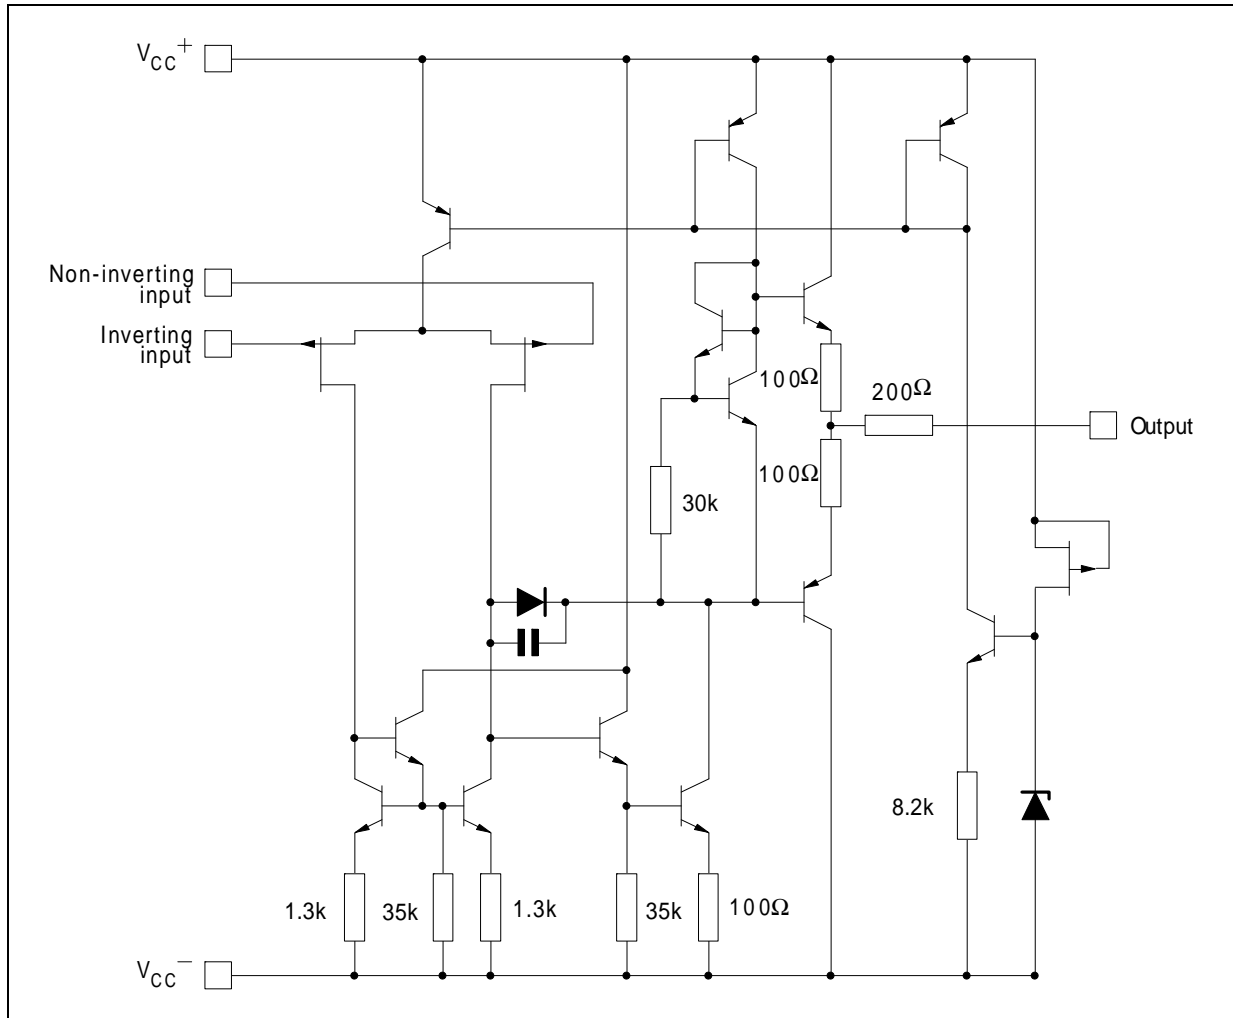 VCC+
Non-inverting
input
Inverting
input
100Ω
200Ω
Output
100Ω
30k
8.2k
1.3k
35k
1.3k
35k
100Ω
VCC−